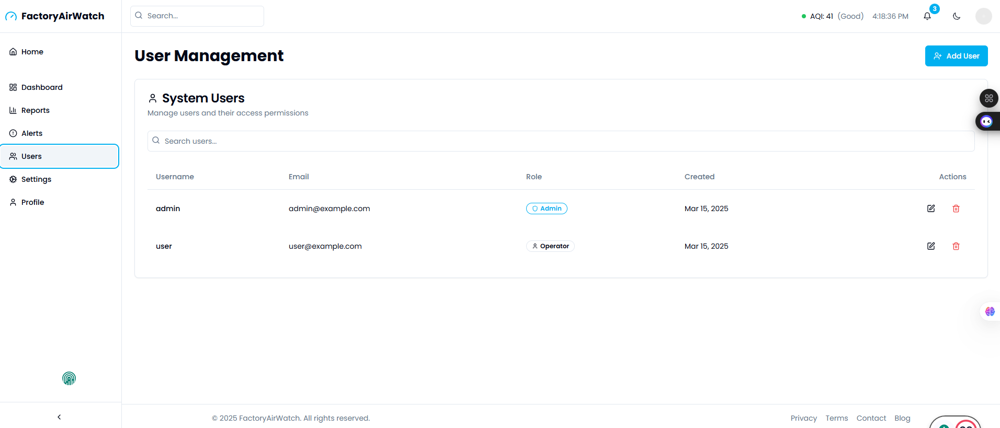 FactoryAirWatch
Search...
AQI: 41 (Good) 4:18:36 PM
3
Home
Dashboard
Reports
Alerts
Users
Settings
Profile
User Management
Add User
System Users
Manage users and their access permissions
Search users...
Username Email Role Created Actions
admin admin@example.com Admin Mar 15, 2025
user user@example.com Operator Mar 15, 2025
© 2025 FactoryAirWatch. All rights reserved.
Privacy Terms Contact Blog